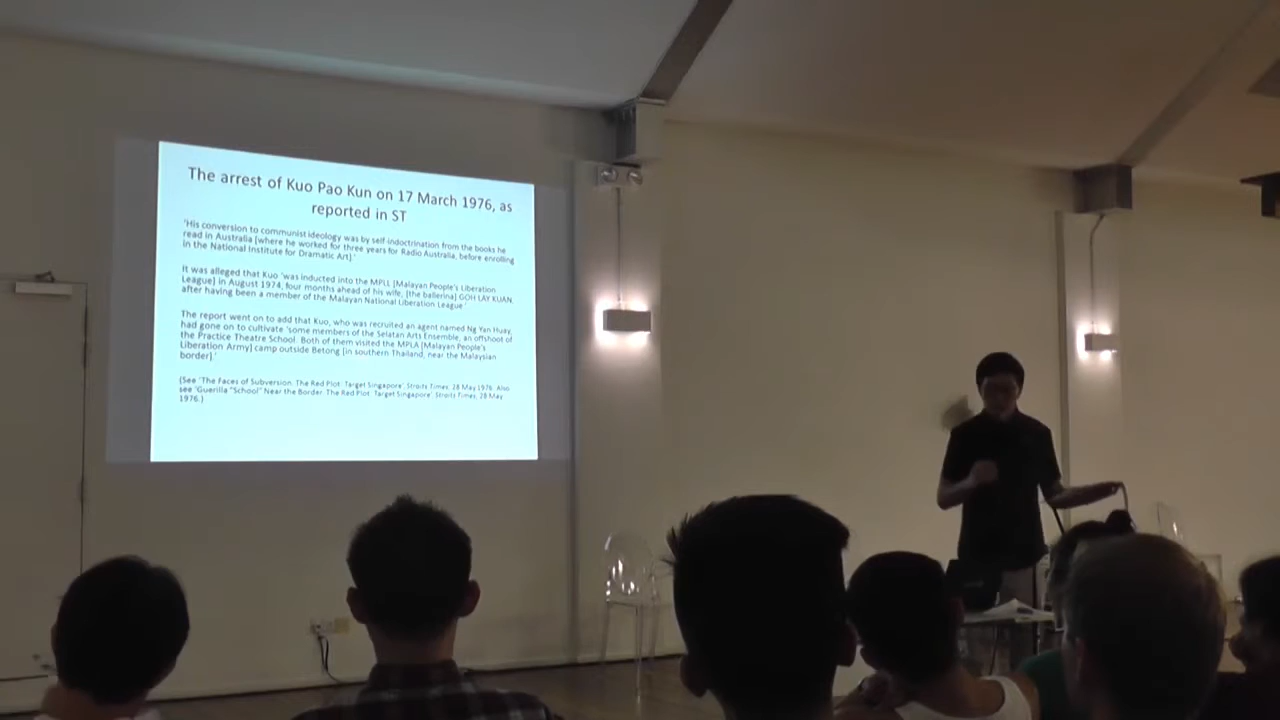 The arrest of Kuo Pao Kun on 17 March 1976, as
reported in ST
'His conversion to communist ideology was by self-indoctrination from the books he
read in Australia [where he worked for three years for Radio Australia, before enrolling
in the National Institute for Dramatic Art].'
It was alleged that Kuo 'was inducted into the MPLL [Malayan People's Liberation
League] in August 1974, four months ahead of his wife, [the ballerina] GOH LAY KUAN,
after having been a member of the Malayan National Liberation League.'
The report went on to add that Kuo, who was recruited an agent named Ng Yan Huay,
had gone on to cultivate 'some members of the Selatan Arts Ensemble, an offshoot of
the Practice Theatre School. Both of them visited the MPLA [Malayan People's
Liberation Army] camp outside Betong [in southern Thailand, near the Malaysian
border].'
(See 'The Faces of Subversion. The Red Plot: Target Singapore'. Straits Times, 28 May 1976. Also
see 'Guerilla "School" Near the Border. The Red Plot: Target Singapore'. Straits Times, 28 May
1976.)